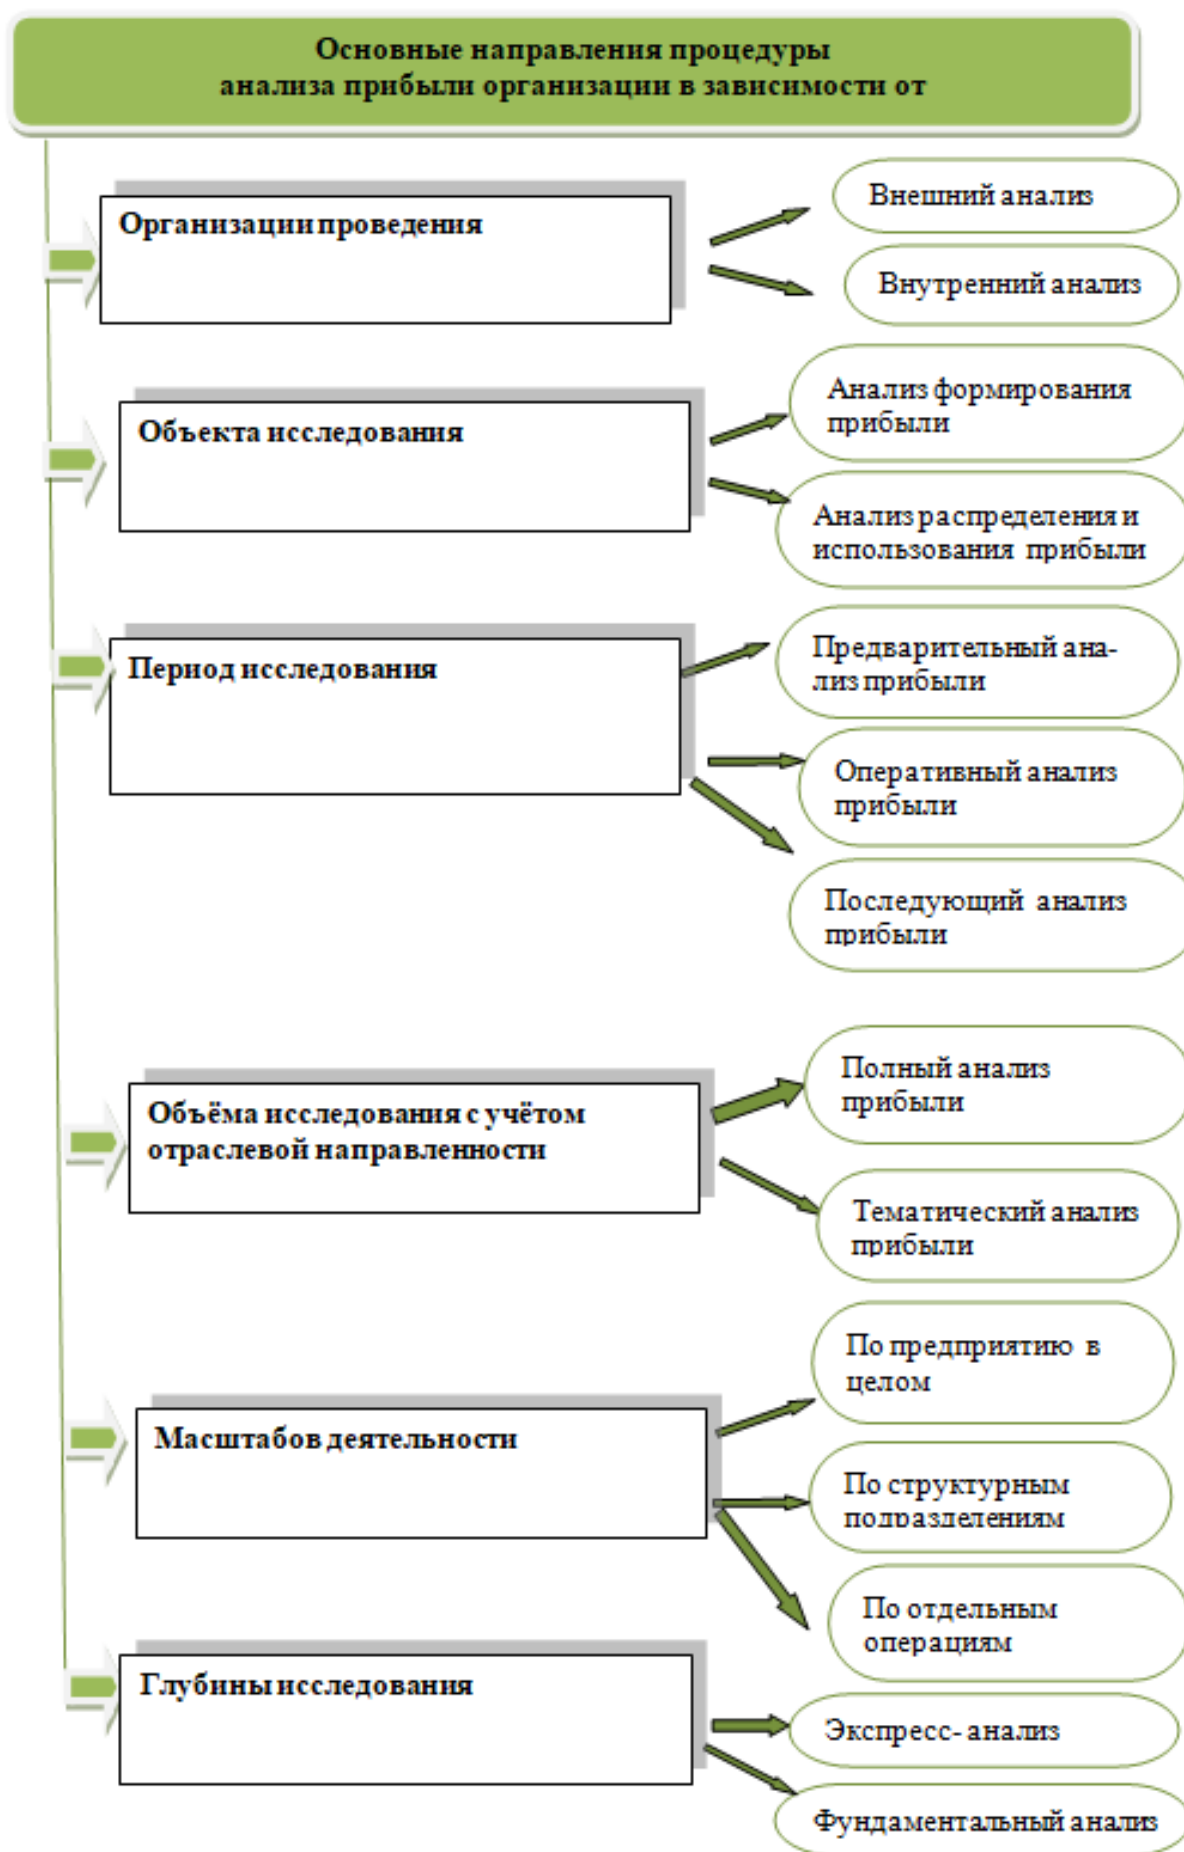 Основные направления процедуры
анализа прибыли организации в зависимости от
Организации проведения
Внешний анализ
Внутренний анализ
Объекта исследования
Анализ формирования
прибыли
Анализ распределения и
использования прибыли
Период исследования
Предварительный ана-
лиз прибыли
Оперативный анализ
прибыли
Последующий анализ
прибыли
Объёма исследования с учётом
отраслевой направленности
Полный анализ
прибыли
Тематический анализ
прибыли
Масштабов деятельности
По предприятию в
целом
По структурным
подразделениям
По отдельным
операциям
Глубины исследования
Экспресс- анализ
Фундаментальный анализ